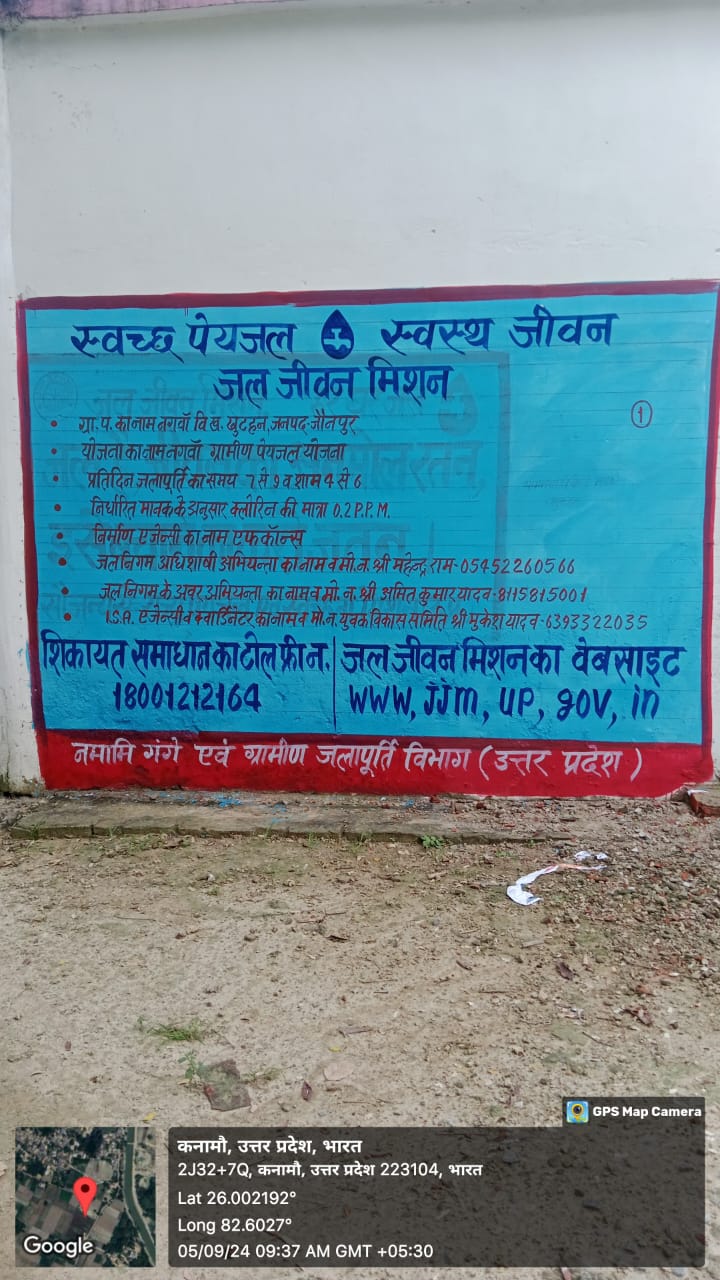 स्वच्छ पेयजल स्वस्थ जीवन
जल जीवन मिशन
1
• ग्रा.प. का नाम नगवाँ वि.ख. खुटहन, जनपद जौनपुर
• योजना का नाम नगवाँ ग्रामीण पेयजल योजना
• प्रतिदिन जलापूर्ति का समय 7 से 9 व शाम 4 से 6
• निर्धारित मानक के अनुसार क्लोरिन की मात्रा 0.2 P.P.M.
• निर्माण एजेन्सी का नाम एफकॉन्स
• जल निगम अधिशाषी अभियन्ता का नाम व मो.न. श्री महेन्द्र राम-05452260566
• जल निगम के अवर अभियन्ता का नाम व मो. न. श्री अमित कुमार यादव-8115815001
• I.S.A. एजेन्सी व क्वार्डिनेटर का नाम व मो.न. युवक विकास समिति श्री मुकेश यादव-6393322035
शिकायत समाधान का टोल फ्री न.
18001212164
जल जीवन मिशन का वेबसाइट
WWW, JJM, UP, gov, in
नमामि गंगे एवं ग्रामीण जलापूर्ति विभाग (उत्तर प्रदेश)
GPS Map Camera
कनामौ, उत्तर प्रदेश, भारत
2J32+7Q, कनामौ, उत्तर प्रदेश 223104, भारत
Lat 26.002192°
Long 82.6027°
05/09/24 09:37 AM GMT +05:30
Google